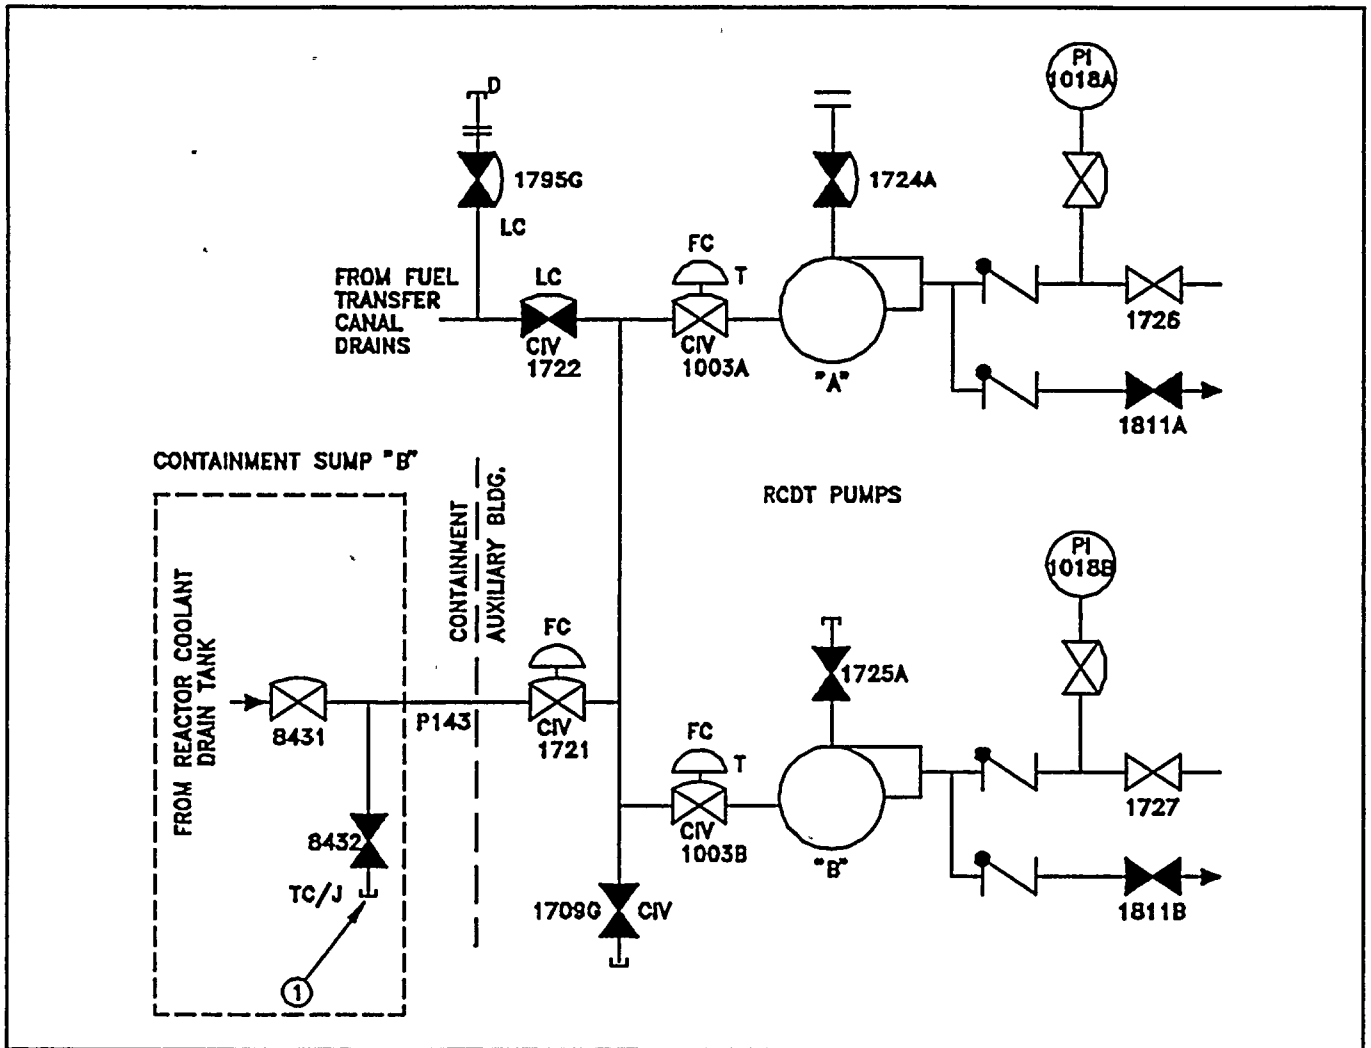 PI
1018A
D
1795G
LC
1724A
FROM FUEL
TRANSFER
CANAL
DRAINS
LC
CIV
1722
FC
T
CIV
1003A
"A"
1726
1811A
CONTAINMENT SUMP "B"
CONTAINMENT
AUXILIARY BLDG.
RCDT PUMPS
PI
1018B
FROM REACTOR COOLANT
DRAIN TANK
8431
P143
FC
CIV
1721
1725A
FC
T
CIV
1003B
"B"
1727
8432
TC/J
1709G
CIV
1811B
1